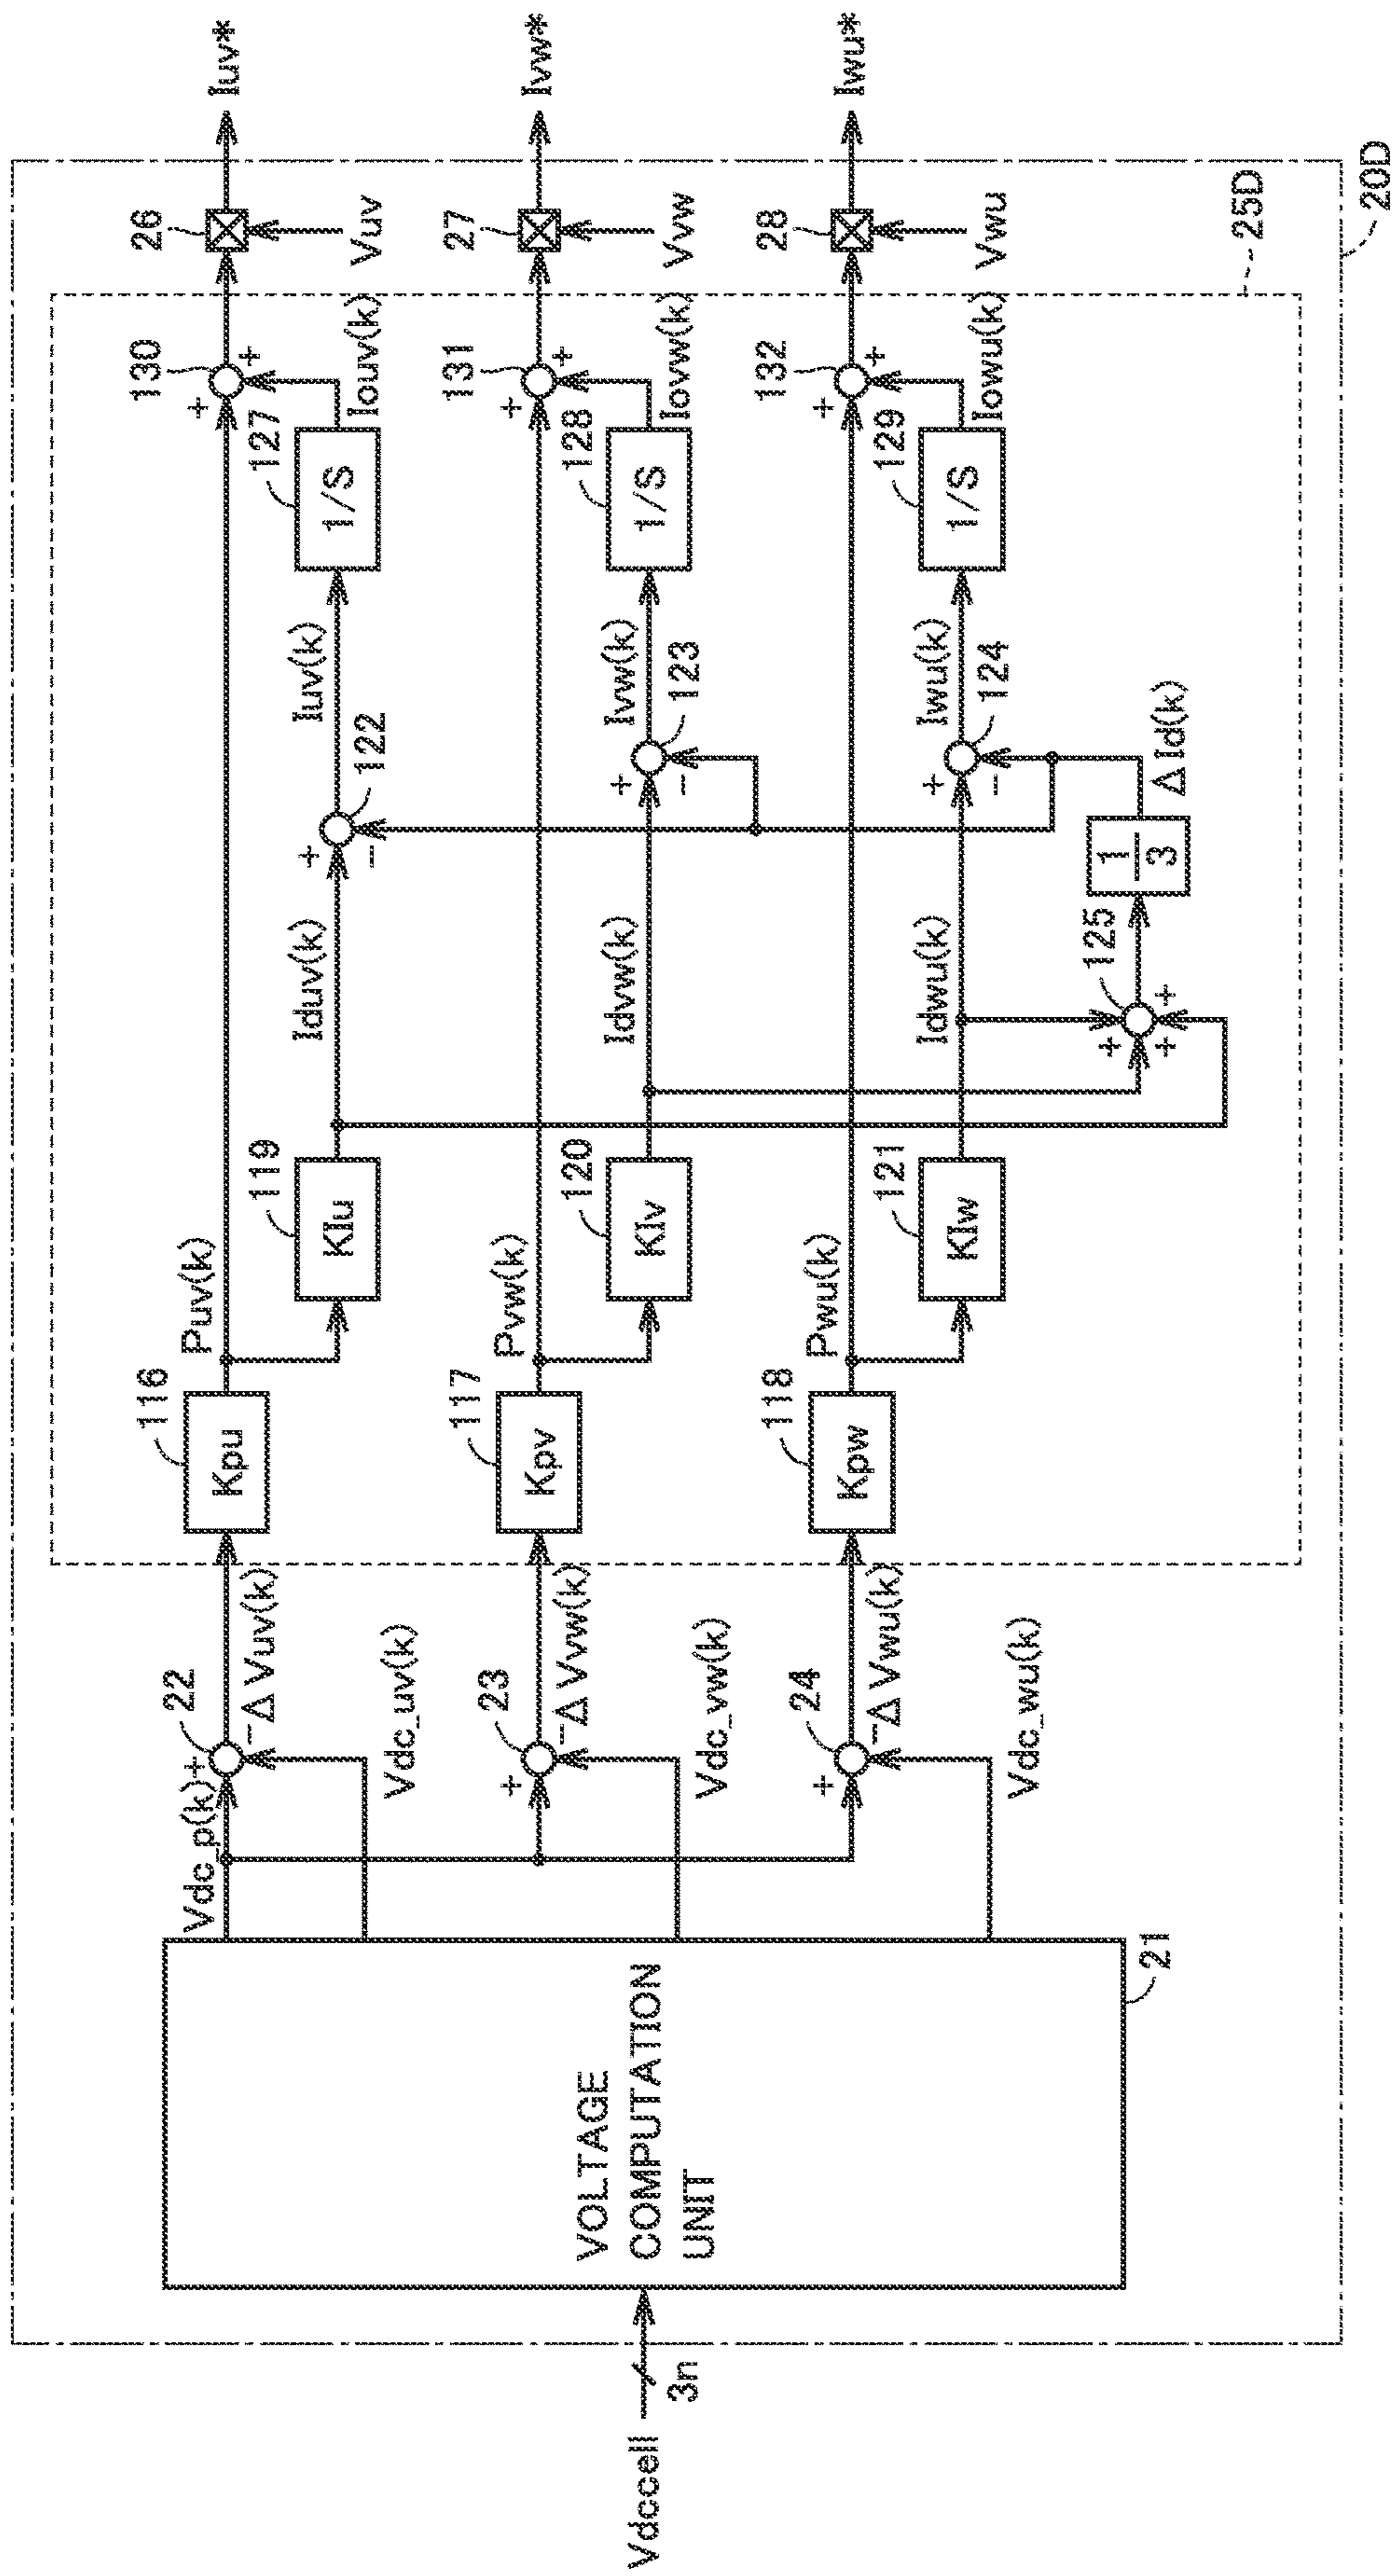 Vdccell
3n
VOLTAGE
COMPUTATION
UNIT
21
Vdc_p(k)
+
22
-
ΔVuv(k)
Vdc_uv(k)
+
23
-
ΔVvw(k)
Vdc_vw(k)
+
24
-
ΔVwu(k)
Vdc_wu(k)
116
Kpu
Puv(k)
119
KIu
Iduv(k)
+
-
122
Iuv(k)
127
1/S
Iouv(k)
+
+
130
26
Vuv
Iuv*
117
Kpv
Pvw(k)
120
KIv
Idvw(k)
+
-
123
Ivw(k)
128
1/S
Iovw(k)
+
+
131
27
Vvw
Ivw*
118
Kpw
Pwu(k)
121
KIw
Idwu(k)
+
-
124
Iwu(k)
129
1/S
Iowu(k)
+
+
132
28
Vwu
Iwu*
+
+
+
125
1
3
ΔId(k)
25D
20D